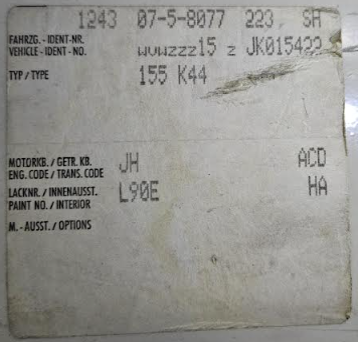 1243 07-5-8077 223, SH
FAHRZG.-IDENT-NR.
VEHICLE-IDENT-NO. WVWZZZ15 Z JK015422
TYP/TYPE 155 K44
MOTORKB./GETR.KB. JH ACD
ENG.CODE/TRANS.CODE
LACKNR./INNENAUSST. L90E HA
PAINT NO./INTERIOR
M.-AUSST./OPTIONS